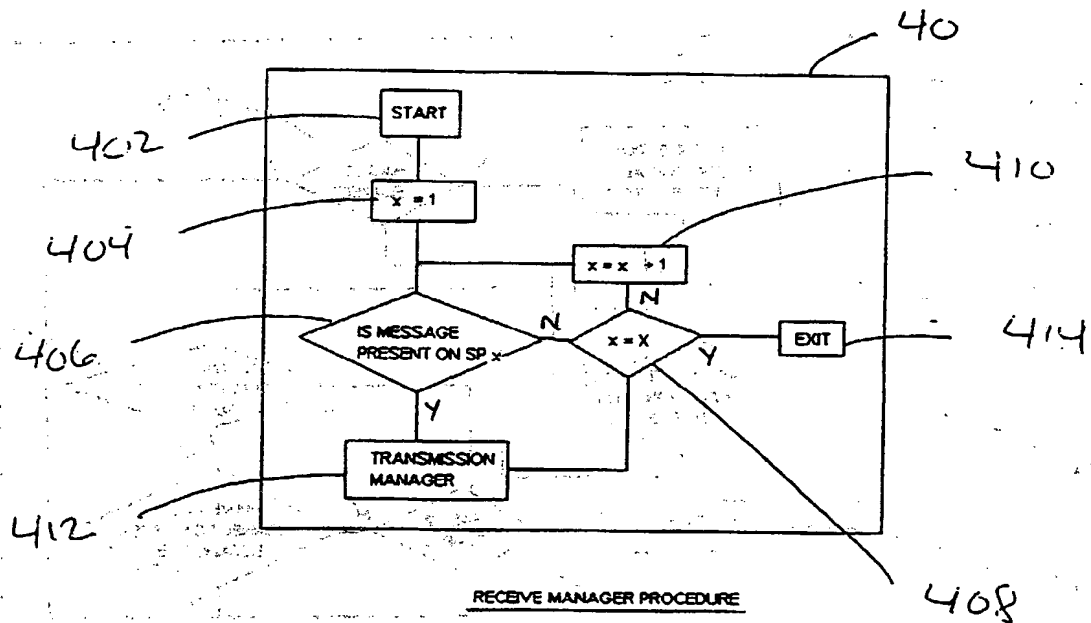 40
START
402
410
x = 1
404
x = x + 1
N
IS MESSAGE
PRESENT ON SP x
N
x = X
Y
EXIT
406
414
Y
TRANSMISSION
MANAGER
412
RECEIVE MANAGER PROCEDURE
408